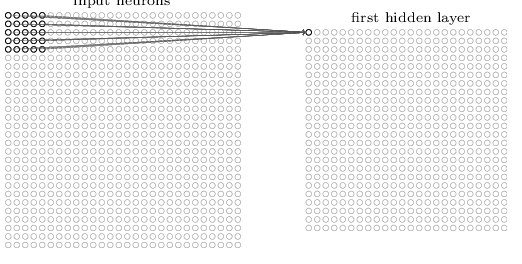 input neurons
first hidden layer